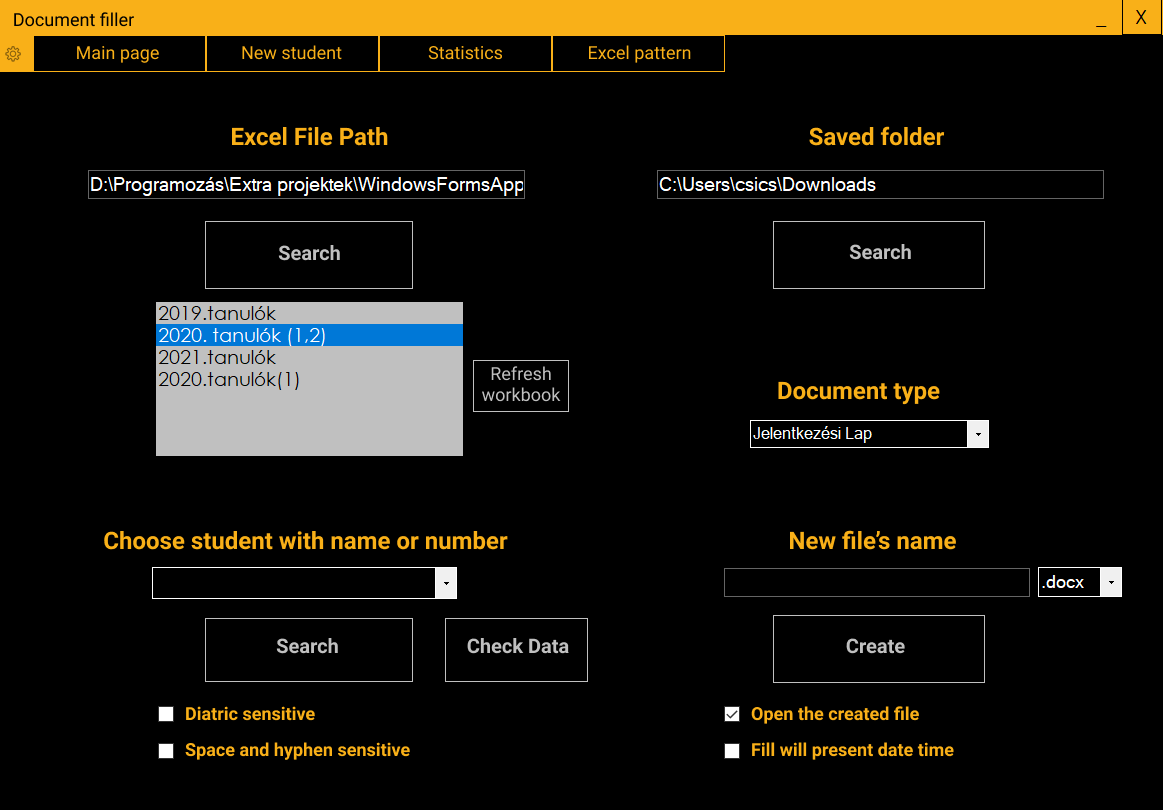 Document filler
_ X
Main page New student Statistics Excel pattern
Excel File Path
D:\Programozás\Extra projektek\WindowsFormsApp
Search
2019.tanulók
2020. tanulók (1,2)
2021.tanulók
2020.tanulók(1)
Refresh
workbook
Saved folder
C:\Users\csics\Downloads
Search
Document type
Jelentkezési Lap
Choose student with name or number
Search
Check Data
Diatric sensitive
Space and hyphen sensitive
New file's name
.docx
Create
Open the created file
Fill will present date time